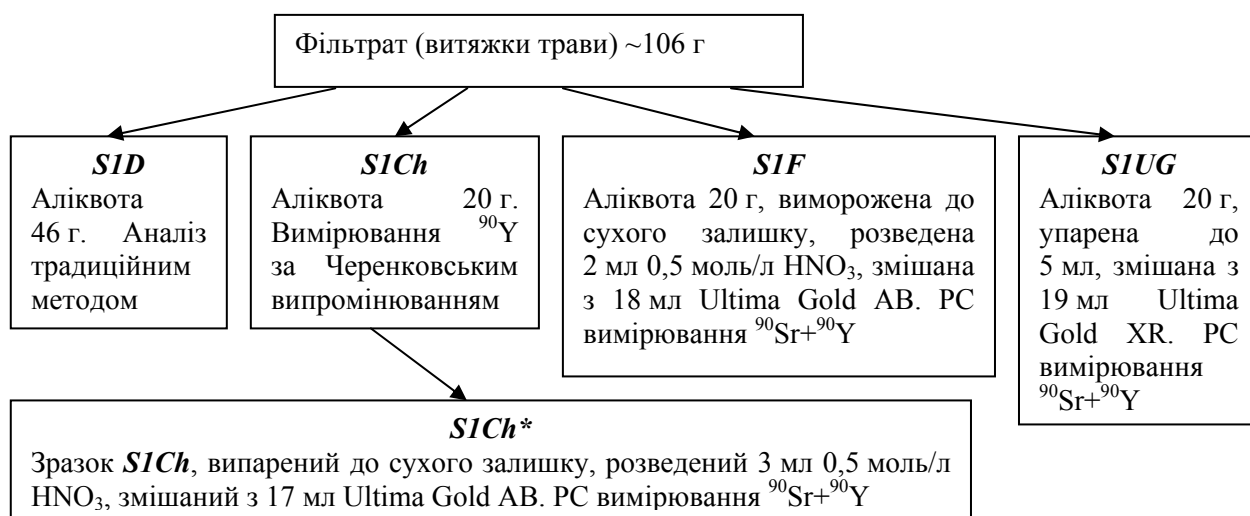 Фільтрат (витяжки трави) ~106 г
S1D
Аліквота
46 г. Аналіз
традиційним
методом
S1Ch
Аліквота 20 г.
Вимірювання ⁹⁰Y
за Черенковським
випромінюванням
S1F
Аліквота 20 г, виморожена до
сухого залишку, розведена
2 мл 0,5 моль/л HNO₃, змішана
з 18 мл Ultima Gold AB. РС
вимірювання ⁹⁰Sr+⁹⁰Y
S1UG
Аліквота 20 г,
упарена до
5 мл, змішана з
19 мл Ultima
Gold XR. РС
вимірювання
⁹⁰Sr+⁹⁰Y
S1Ch*
Зразок S1Ch, випарений до сухого залишку, розведений 3 мл 0,5 моль/л
HNO₃, змішаний з 17 мл Ultima Gold AB. РС вимірювання ⁹⁰Sr+⁹⁰Y